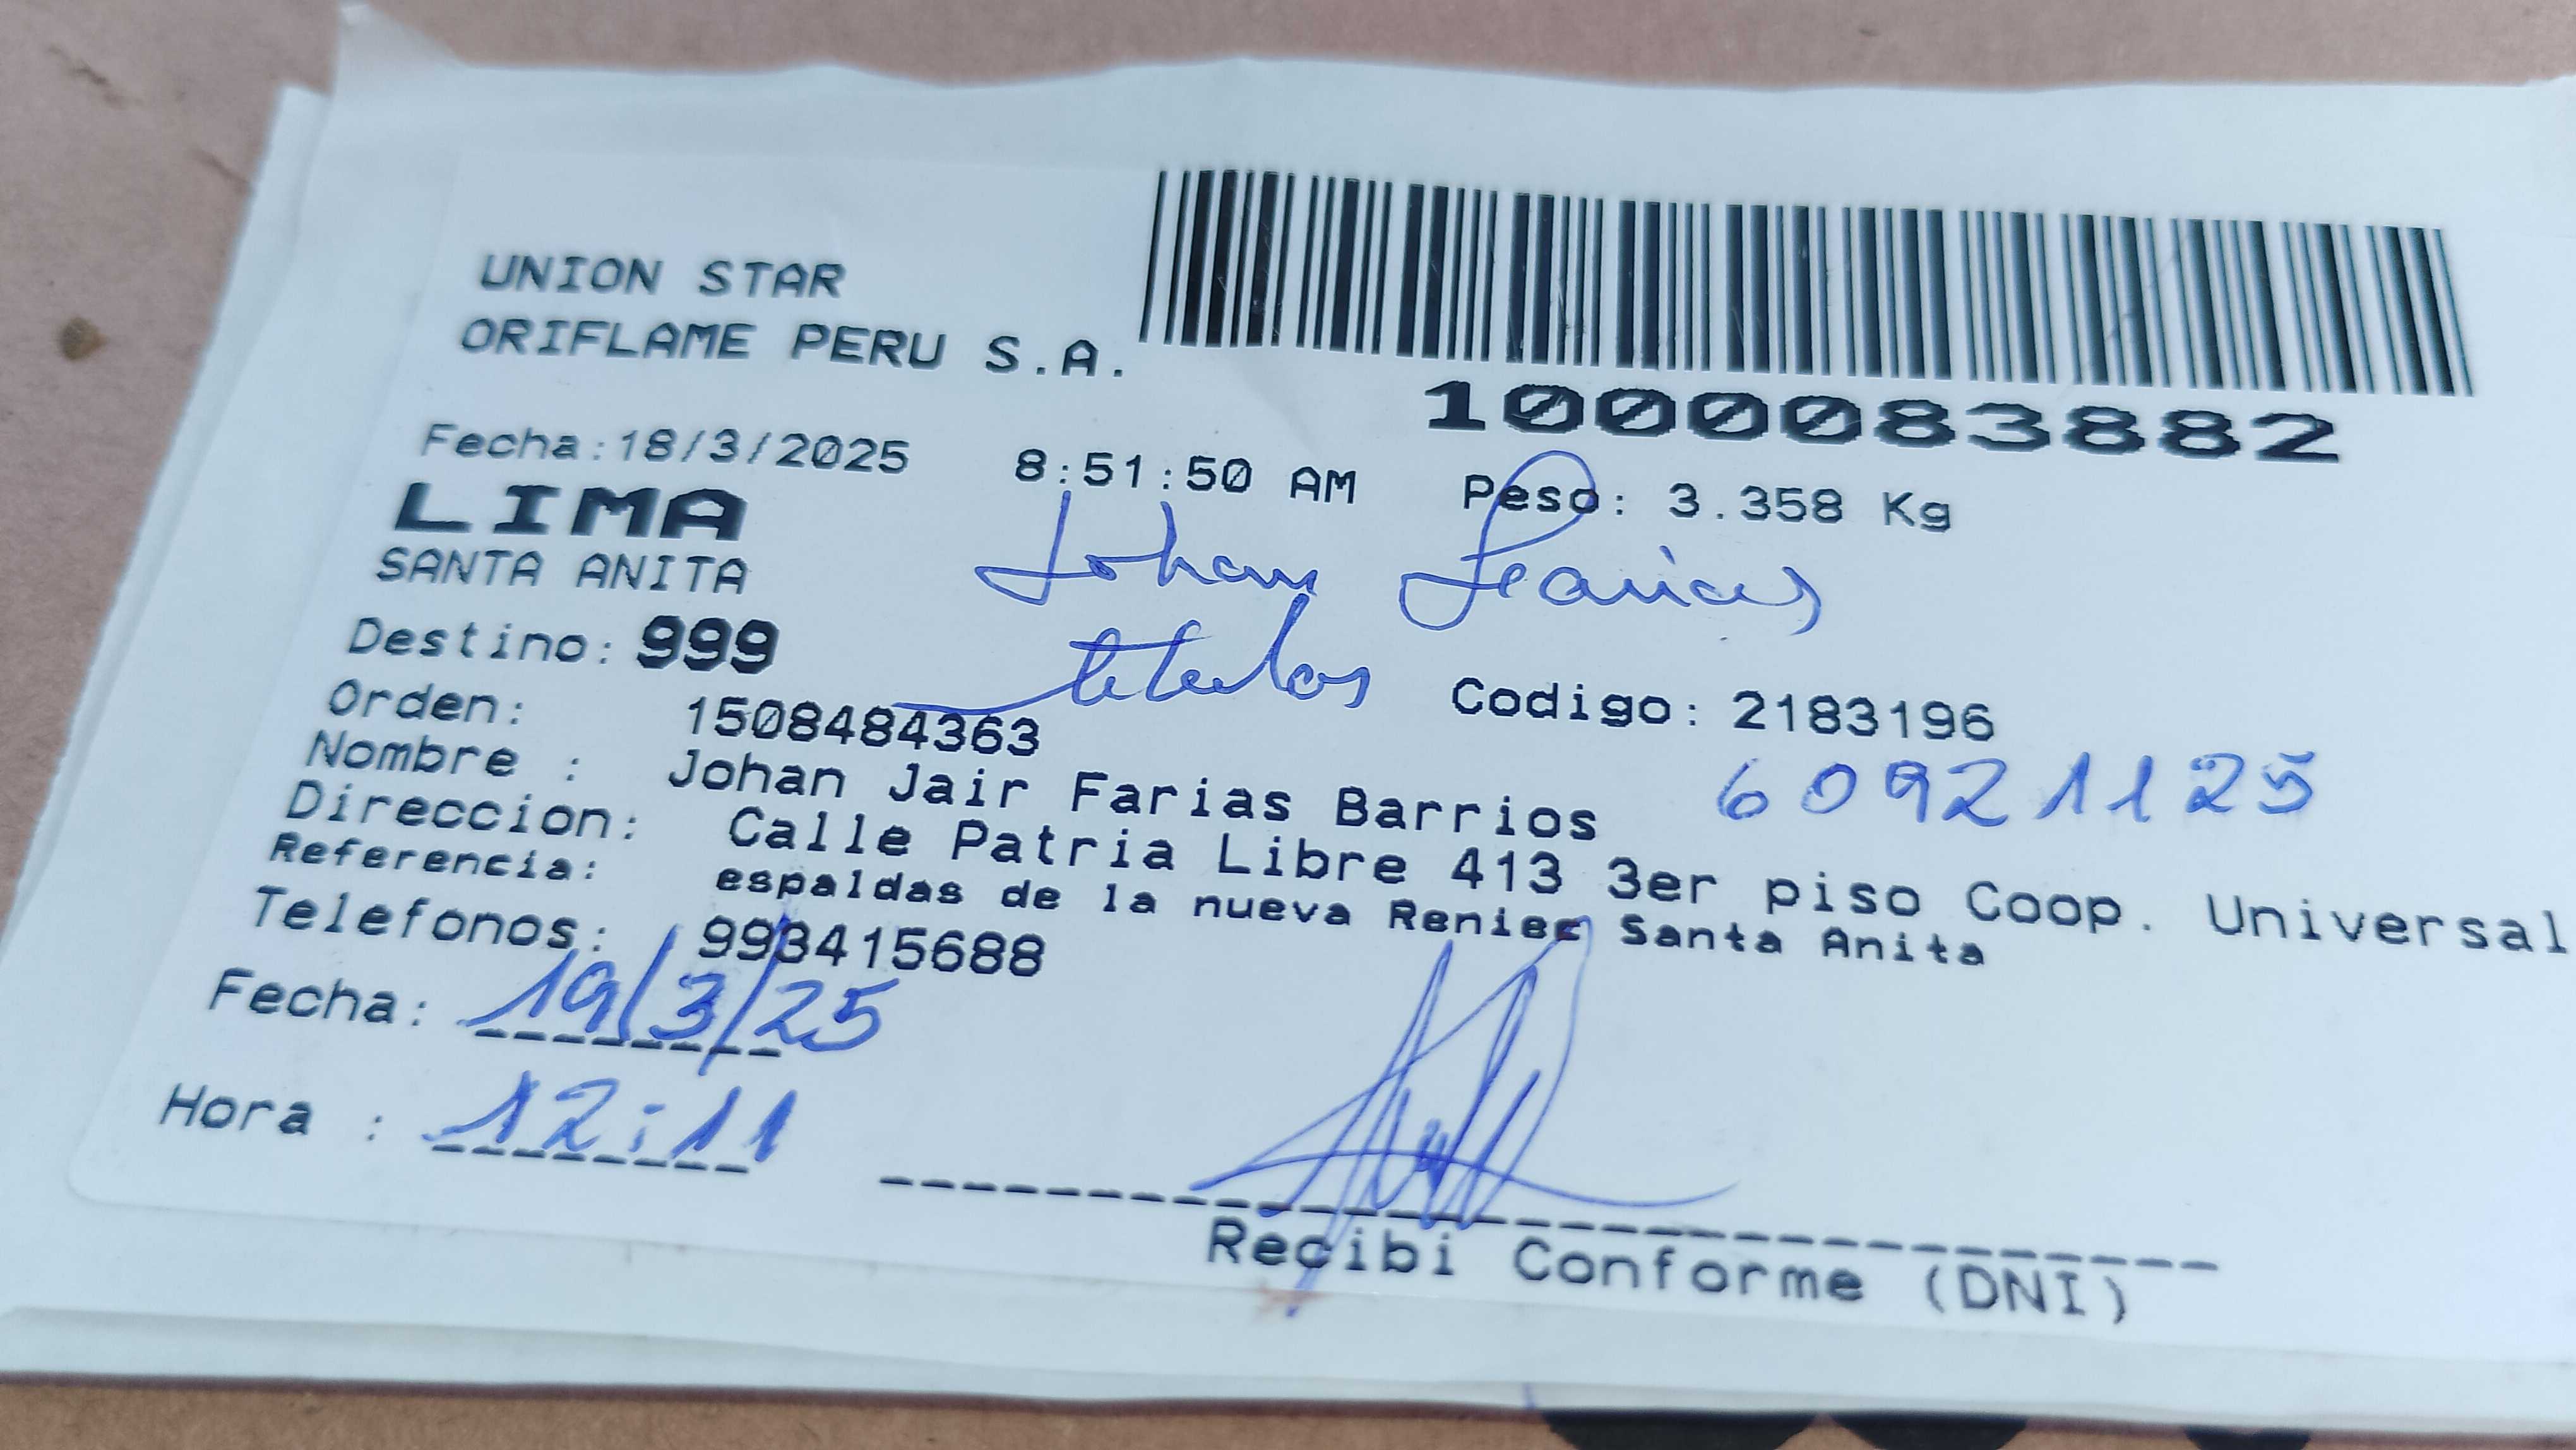 UNION STAR
ORIFLAME PERU S.A.
1000083882
Fecha:18/3/2025 8:51:50 AM Peso: 3.358 Kg
LIMA
SANTA ANITA
Johan Farias
Destino: 999
titular
Orden: 1508484363 Codigo: 2183196
Nombre : Johan Jair Farias Barrios 60921125
Direccion: Calle Patria Libre 413 3er piso Coop. Universal
Referencia: espaldas de la nueva Reniec Santa Anita
Telefonos: 993415688
Fecha: 19/3/25
Hora : 12:11
Recibi Conforme (DNI)